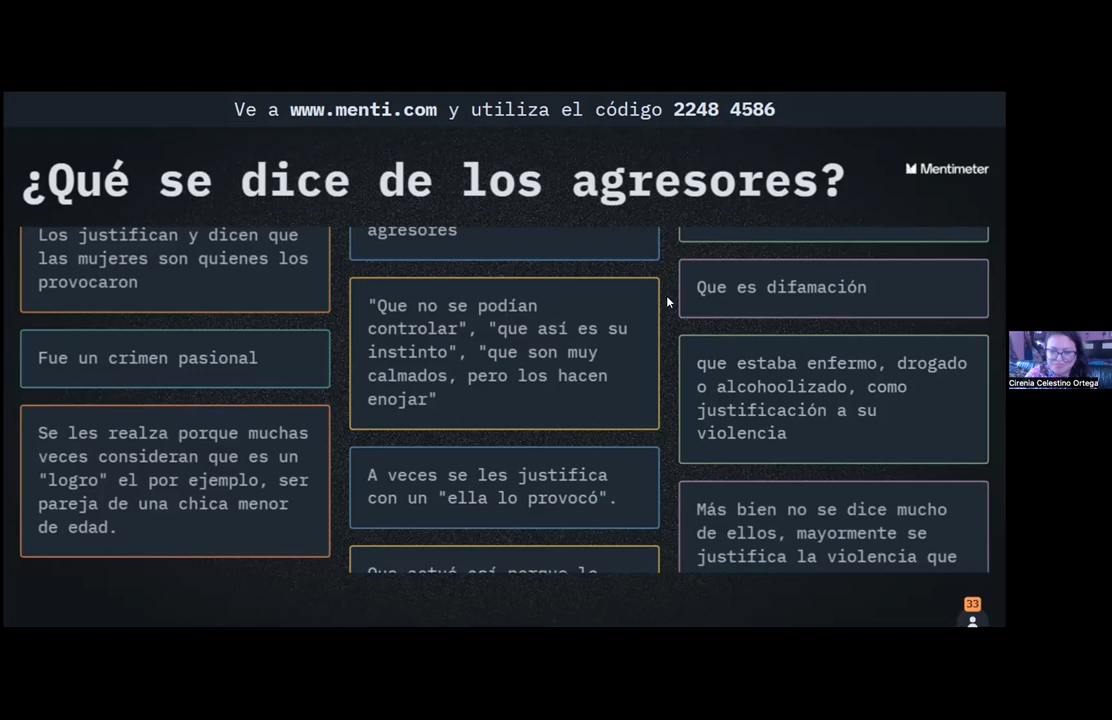 Ve a www.menti.com y utiliza el código 2248 4586
¿Qué se dice de los agresores?
Mentimeter
Los justifican y dicen que
las mujeres son quienes los
provocaron
Fue un crimen pasional
Se les realza porque muchas
veces consideran que es un
"logro" el por ejemplo, ser
pareja de una chica menor
de edad.
agresores
"Que no se podían
controlar", "que así es su
instinto", "que son muy
calmados, pero los hacen
enojar"
A veces se les justifica
con un "ella lo provocó".
Que actuó así porque lo
Que es difamación
que estaba enfermo, drogado
o alcohoolizado, como
justificación a su
violencia
Más bien no se dice mucho
de ellos, mayormente se
justifica la violencia que
33
Cirenia Celestino Ortega